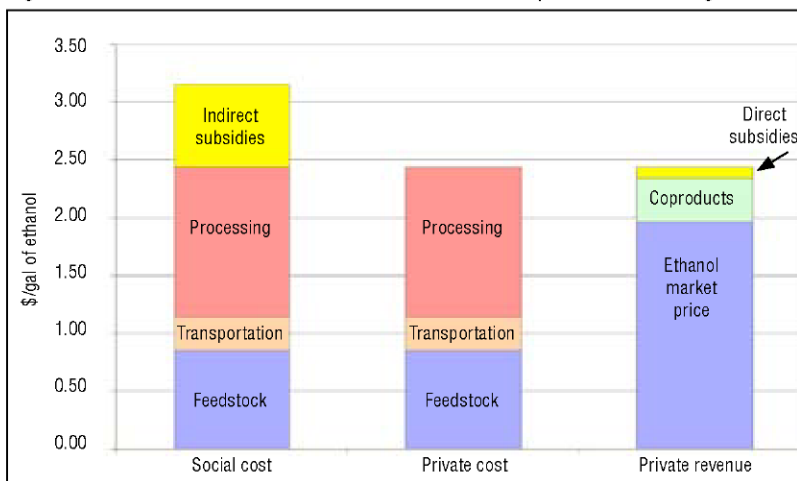 3.50
3.00
2.50
2.00
1.50
1.00
0.50
0.00
$/gal of ethanol
Indirect
subsidies
Processing
Transportation
Feedstock
Processing
Transportation
Feedstock
Direct
subsidies
Coproducts
Ethanol
market
price
Social cost
Private cost
Private revenue